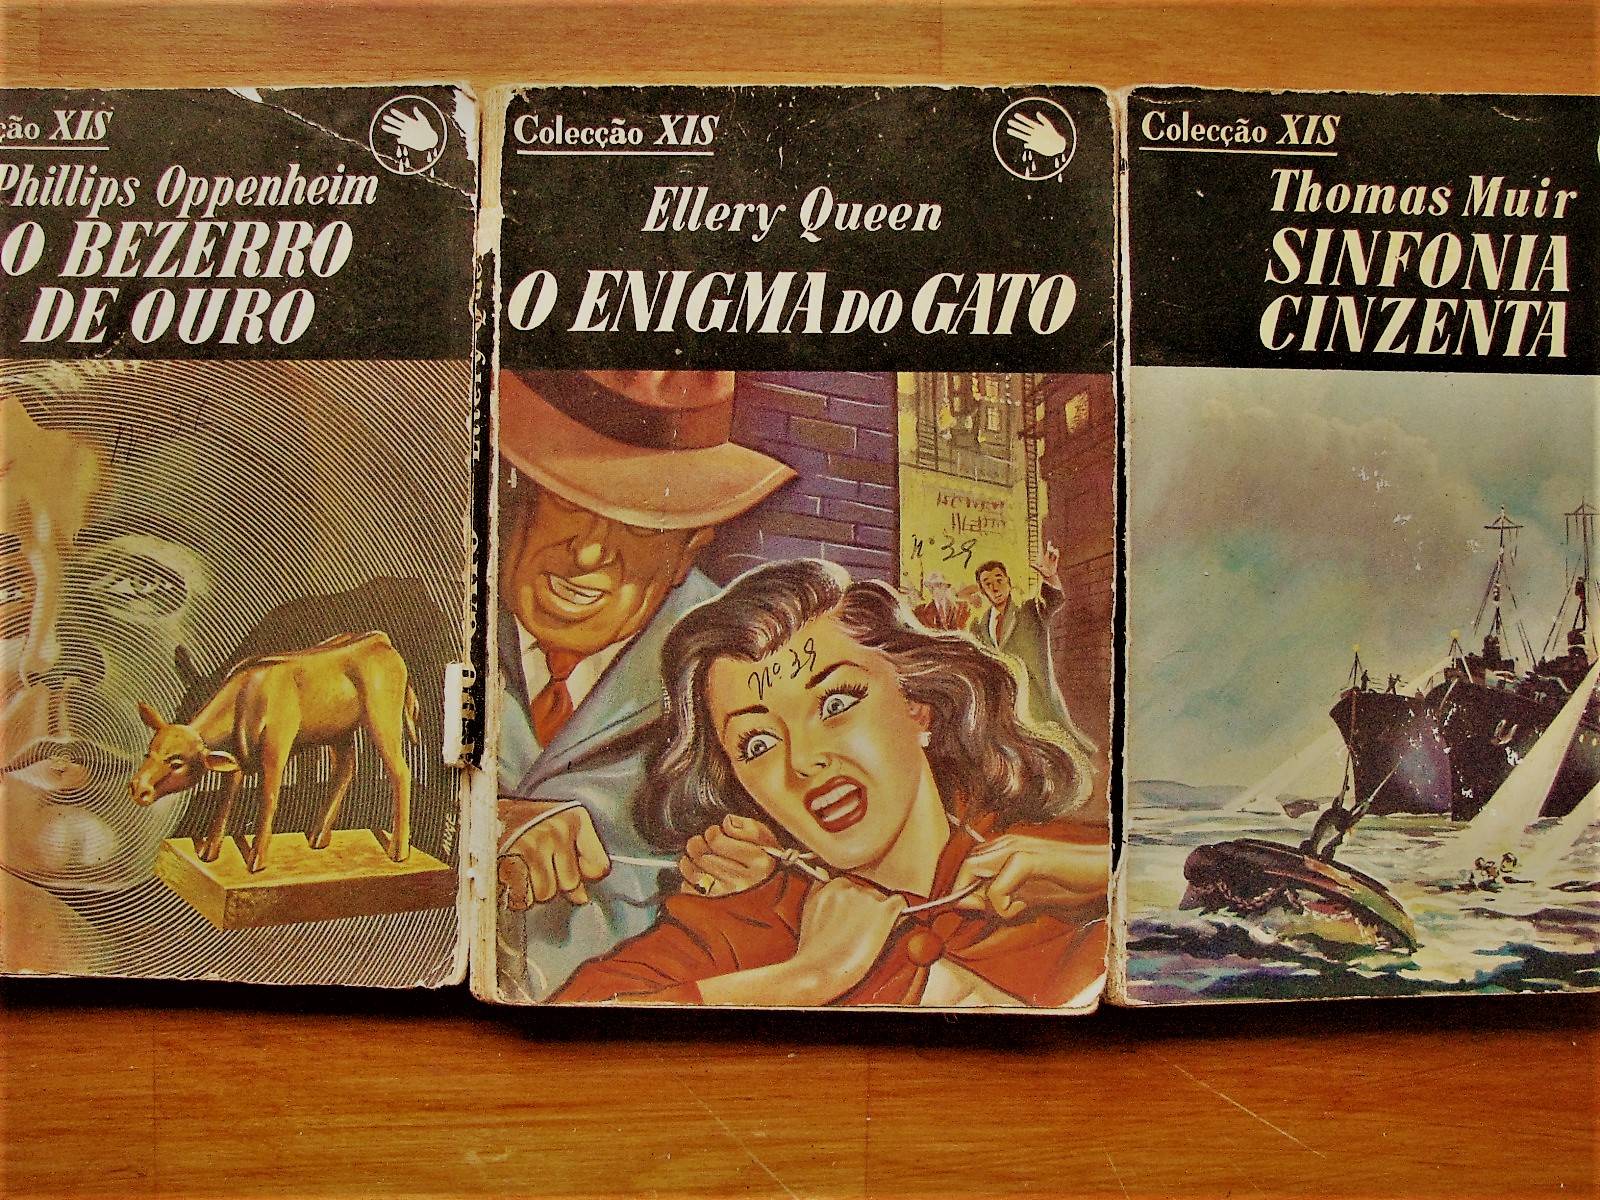 ção XIS
Phillips Oppenheim
O BEZERRO
DE OURO
Colecção XIS
Ellery Queen
O ENIGMA DO GATO
Nº 39
Nº 39
Colecção XIS
Thomas Muir
SINFONIA
CINZENTA